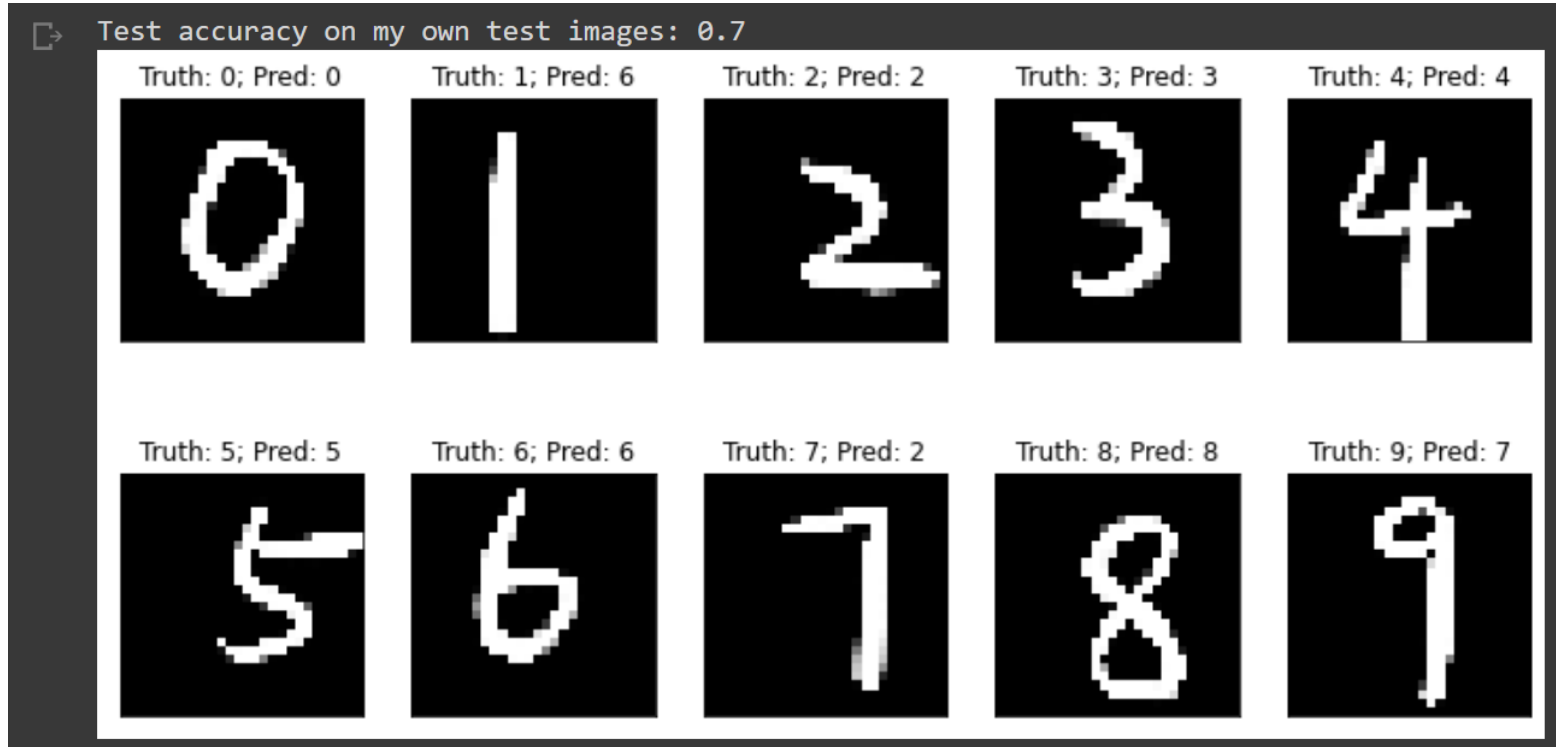 Test accuracy on my own test images: 0.7
Truth: 0; Pred: 0 Truth: 1; Pred: 6 Truth: 2; Pred: 2 Truth: 3; Pred: 3 Truth: 4; Pred: 4
0 1 2 3 4
Truth: 5; Pred: 5 Truth: 6; Pred: 6 Truth: 7; Pred: 2 Truth: 8; Pred: 8 Truth: 9; Pred: 7
5 6 7 8 9